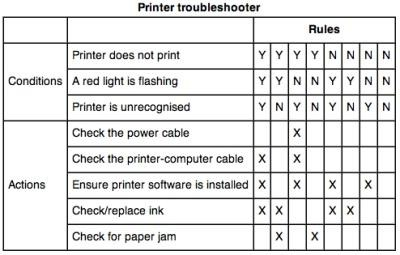 Printer troubleshooter
Rules
Conditions
Printer does not print Y Y Y Y N N N N
A red light is flashing Y Y N N Y Y N N
Printer is unrecognised Y N Y N Y N Y N
Actions
Check the power cable X
Check the printer-computer cable X X
Ensure printer software is installed X X X X
Check/replace ink X X X X
Check for paper jam X X